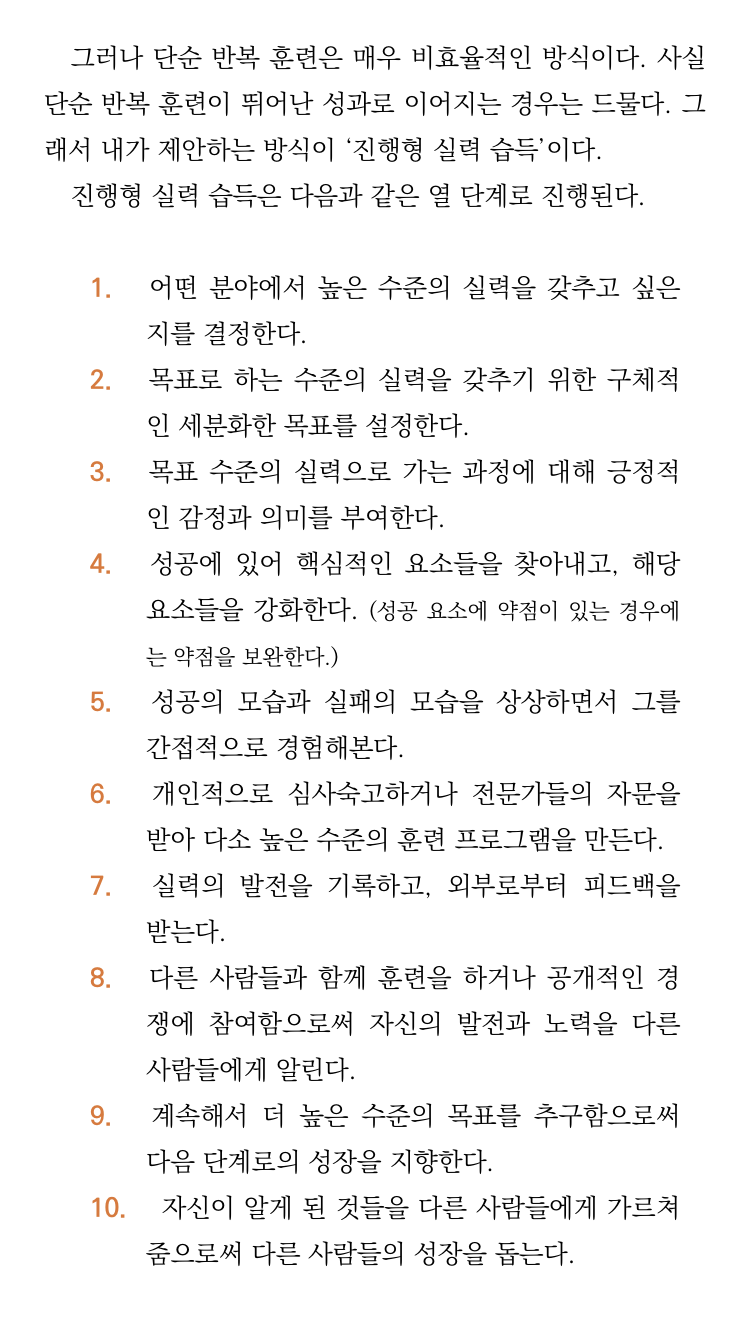 그러나 단순 반복 훈련은 매우 비효율적인 방식이다. 사실
단순 반복 훈련이 뛰어난 성과로 이어지는 경우는 드물다. 그
래서 내가 제안하는 방식이 ‘진행형 실력 습득’이다.
진행형 실력 습득은 다음과 같은 열 단계로 진행된다.
1. 어떤 분야에서 높은 수준의 실력을 갖추고 싶은
지를 결정한다.
2. 목표로 하는 수준의 실력을 갖추기 위한 구체적
인 세분화한 목표를 설정한다.
3. 목표 수준의 실력으로 가는 과정에 대해 긍정적
인 감정과 의미를 부여한다.
4. 성공에 있어 핵심적인 요소들을 찾아내고, 해당
요소들을 강화한다. (성공 요소에 약점이 있는 경우에
는 약점을 보완한다.)
5. 성공의 모습과 실패의 모습을 상상하면서 그를
간접적으로 경험해본다.
6. 개인적으로 심사숙고하거나 전문가들의 자문을
받아 다소 높은 수준의 훈련 프로그램을 만든다.
7. 실력의 발전을 기록하고, 외부로부터 피드백을
받는다.
8. 다른 사람들과 함께 훈련을 하거나 공개적인 경
쟁에 참여함으로써 자신의 발전과 노력을 다른
사람들에게 알린다.
9. 계속해서 더 높은 수준의 목표를 추구함으로써
다음 단계로의 성장을 지향한다.
10. 자신이 알게 된 것들을 다른 사람들에게 가르쳐
줌으로써 다른 사람들의 성장을 돕는다.